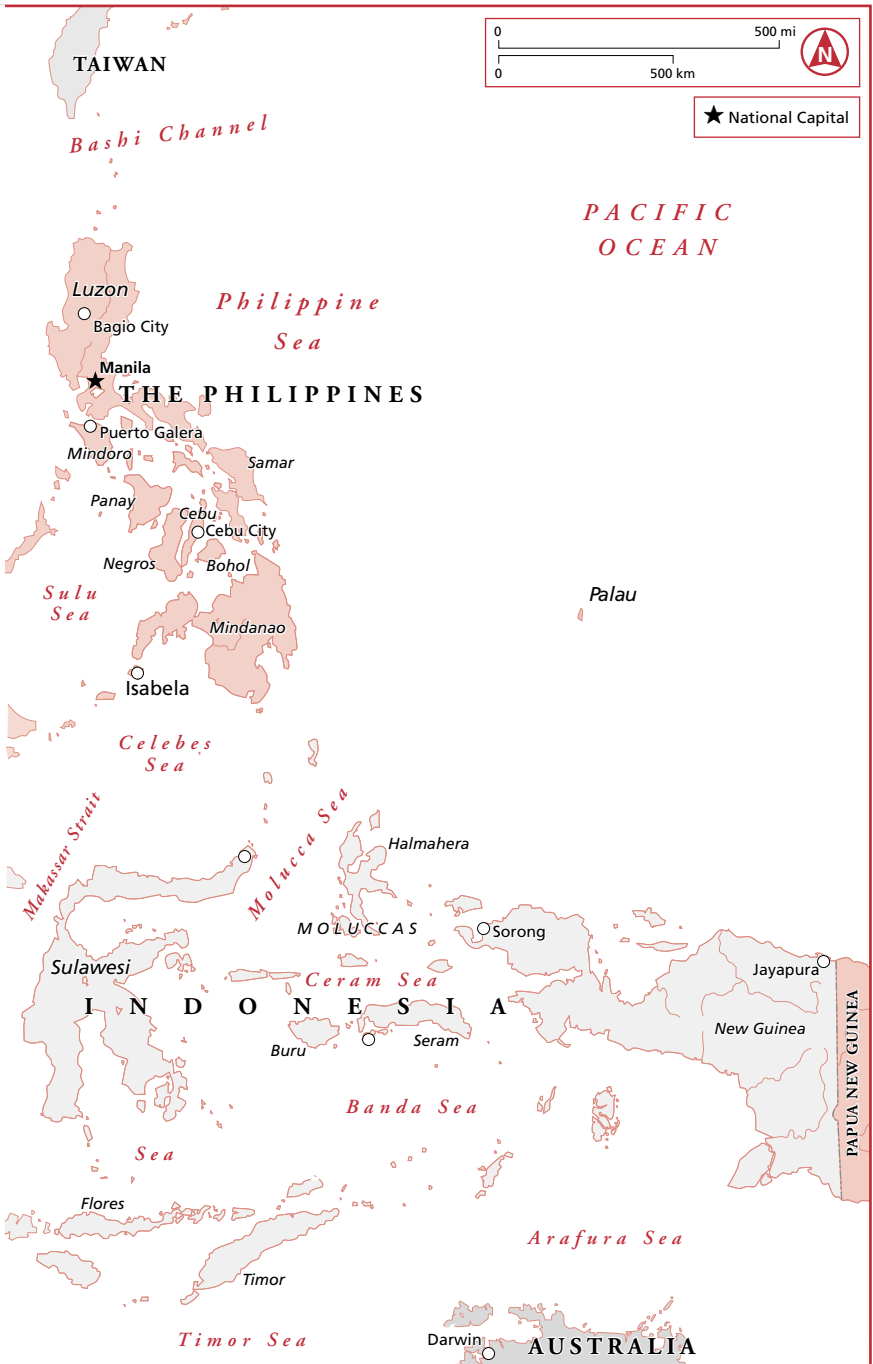 0 500 mi
0 500 km
N
National Capital
TAIWAN
Bashi Channel
PACIFIC
OCEAN
Luzon
Bagio City
Philippine
Sea
Manila
THE PHILIPPINES
Puerto Galera
Mindoro
Samar
Panay
Cebu
Cebu City
Negros
Bohol
Sulu
Sea
Palau
Mindanao
Isabela
Celebes
Sea
Makassar Strait
Molucca Sea
Halmahera
MOLUCCAS
Sorong
Sulawesi
Jayapura
Ceram Sea
INDONESIA
PAPUA NEW GUINEA
New Guinea
Buru
Seram
Banda Sea
Sea
Flores
Arafura Sea
Timor
Timor Sea
Darwin
AUSTRALIA